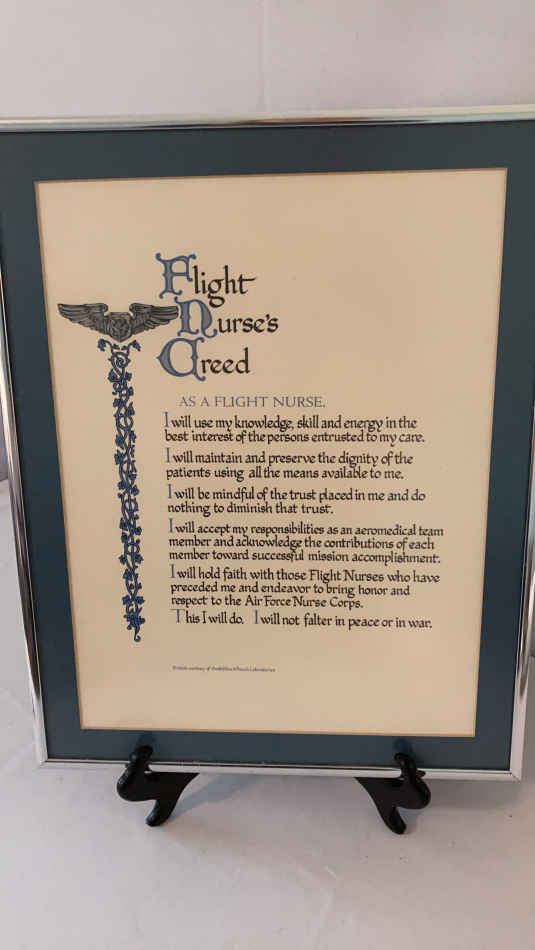 Flight
Nurse's
Creed
AS A FLIGHT NURSE.
I will use my knowledge, skill and energy in the
best interest of the persons entrusted to my care.
I will maintain and preserve the dignity of the
patients using all the means available to me.
I will be mindful of the trust placed in me and do
nothing to diminish that trust.
I will accept my responsibilities as an aeromedical team
member and acknowledge the contributions of each
member toward successful mission accomplishment.
I will hold faith with those Flight Nurses who have
preceded me and endeavor to bring honor and
respect to the Air Force Nurse Corps.
This I will do. I will not falter in peace or in war.
courtesy of Laboratories